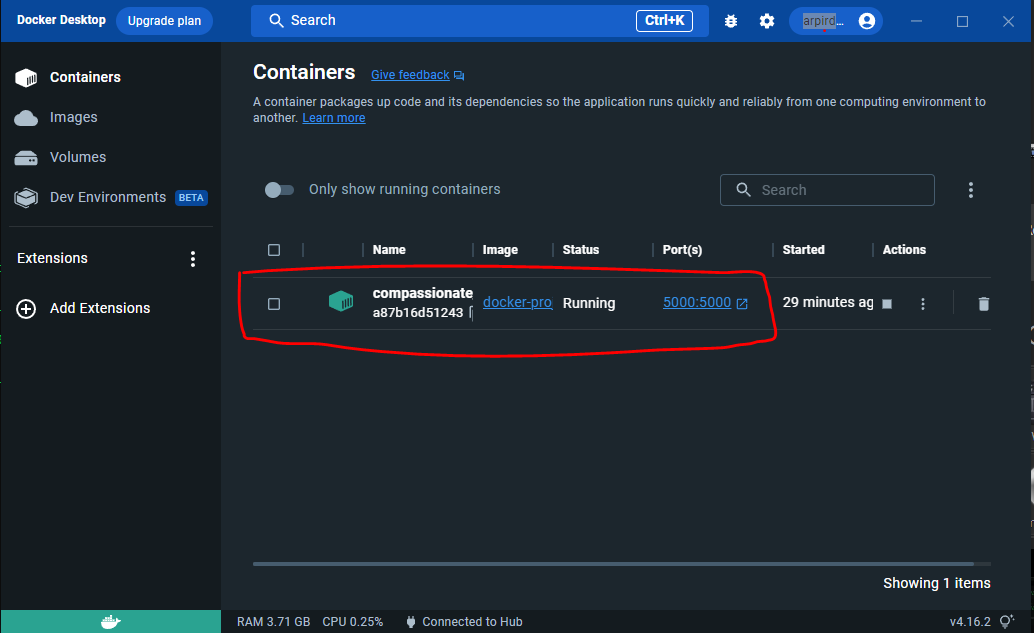 Docker Desktop
Upgrade plan
Search
Ctrl+K
arpird...
Containers
Images
Volumes
Dev Environments BETA
Extensions
Add Extensions
Containers
Give feedback
A container packages up code and its dependencies so the application runs quickly and reliably from one computing environment to
another. Learn more
Only show running containers
Search
Name
Image
Status
Port(s)
Started
Actions
compassionate
a87b16d51243
docker-pro
Running
5000:5000
29 minutes ag
Showing 1 items
RAM 3.71 GB
CPU 0.25%
Connected to Hub
v4.16.2